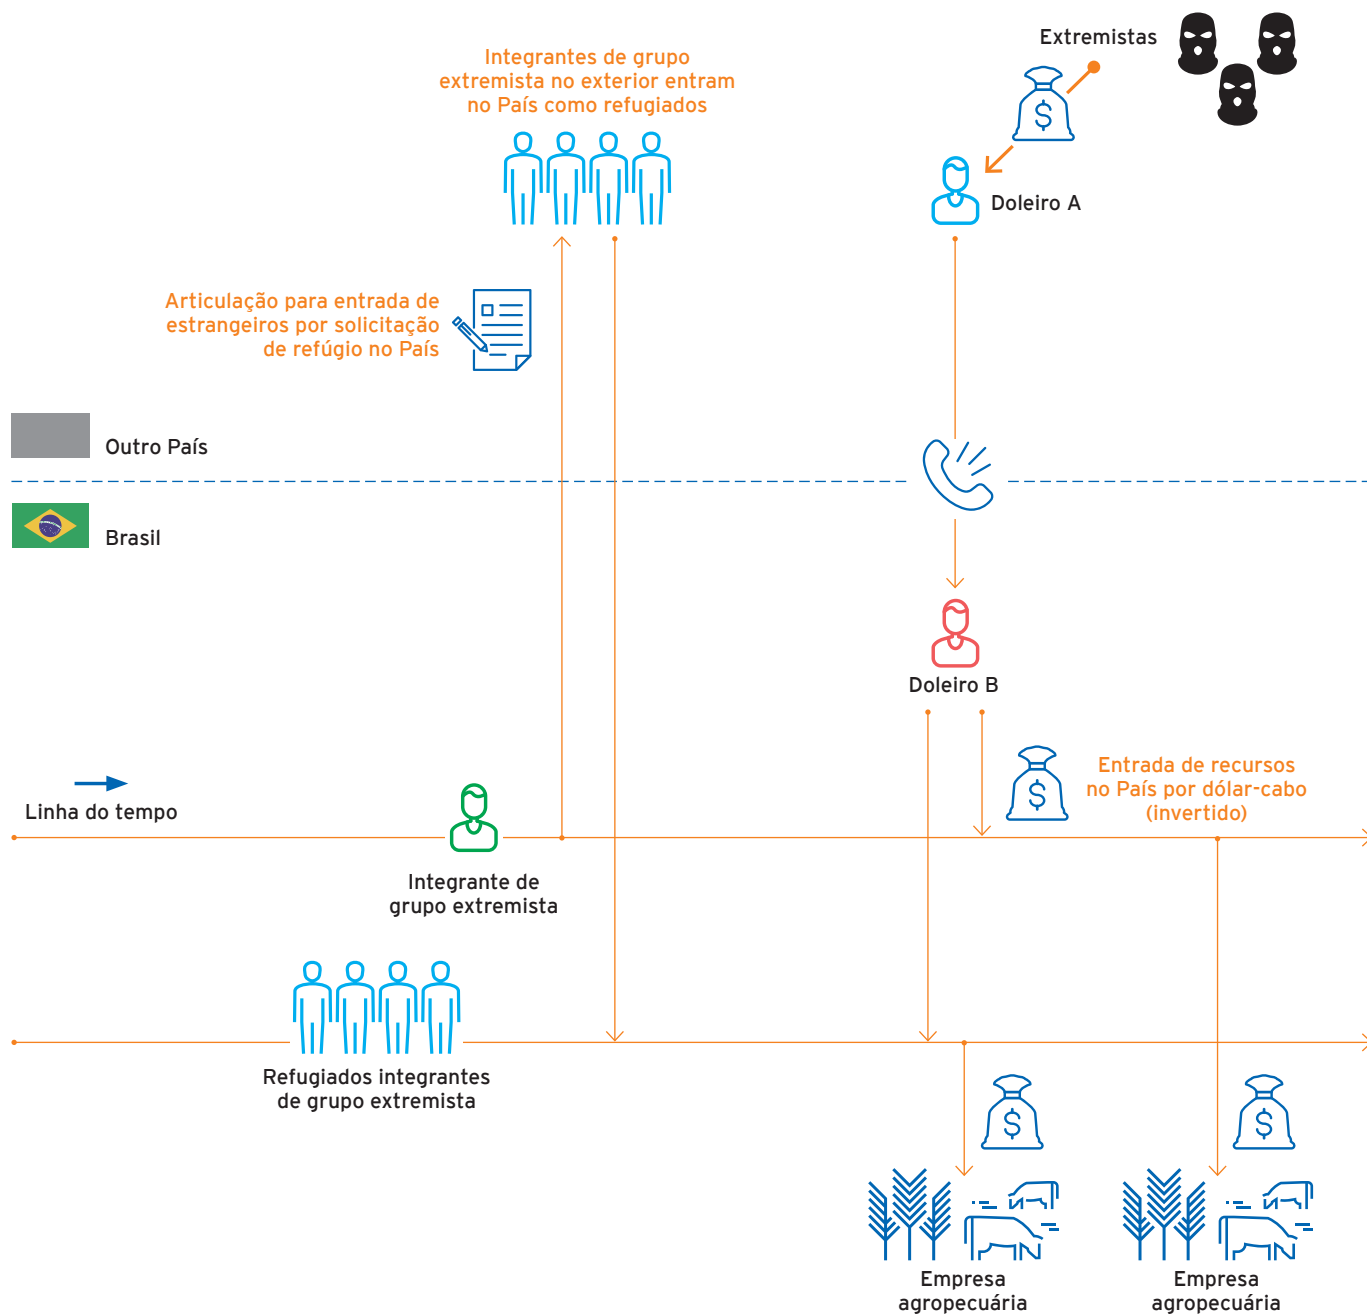 Extremistas
Integrantes de grupo
extremista no exterior entram
no País como refugiados
$
Doleiro A
Articulação para entrada de
estrangeiros por solicitação
de refúgio no País
Outro País
Brasil
Doleiro B
Linha do tempo
$
Entrada de recursos
no País por dólar-cabo
(invertido)
Integrante de
grupo extremista
Refugiados integrantes
de grupo extremista
$
$
Empresa
agropecuária
Empresa
agropecuária